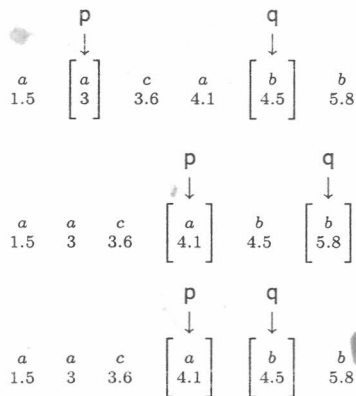 p q
↓ ↓
a [a] c a [b] b
1.5 [3] 3.6 4.1 [4.5] 5.8
p q
↓ ↓
a a c [a] b [b]
1.5 3 3.6 [4.1] 4.5 [5.8]
p q
↓ ↓
a a c [a] [b] b
1.5 3 3.6 [4.1] [4.5] 5.8